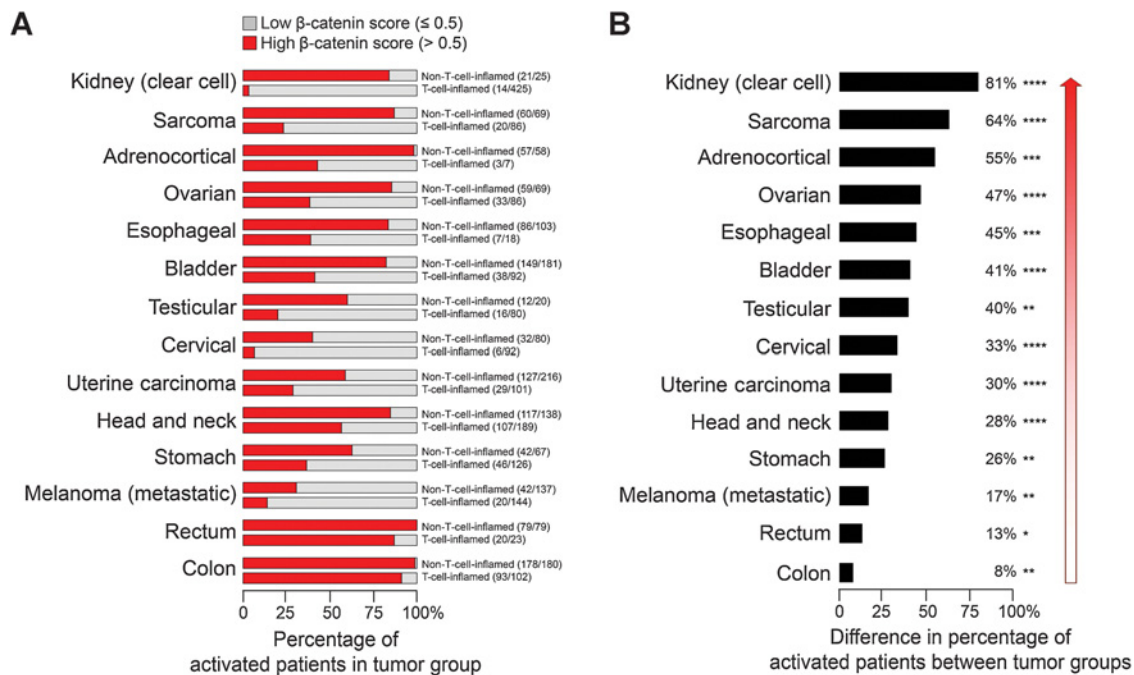 A
Low β-catenin score (≤ 0.5)
High β-catenin score (> 0.5)
Kidney (clear cell)
Non-T-cell-inflamed (21/25)
T-cell-inflamed (14/425)
Sarcoma
Non-T-cell-inflamed (60/69)
T-cell-inflamed (20/86)
Adrenocortical
Non-T-cell-inflamed (57/58)
T-cell-inflamed (3/7)
Ovarian
Non-T-cell-inflamed (59/69)
T-cell-inflamed (33/86)
Esophageal
Non-T-cell-inflamed (86/103)
T-cell-inflamed (7/18)
Bladder
Non-T-cell-inflamed (149/181)
T-cell-inflamed (38/92)
Testicular
Non-T-cell-inflamed (12/20)
T-cell-inflamed (16/80)
Cervical
Non-T-cell-inflamed (32/80)
T-cell-inflamed (6/92)
Uterine carcinoma
Non-T-cell-inflamed (127/216)
T-cell-inflamed (29/101)
Head and neck
Non-T-cell-inflamed (117/138)
T-cell-inflamed (107/189)
Stomach
Non-T-cell-inflamed (42/67)
T-cell-inflamed (46/126)
Melanoma (metastatic)
Non-T-cell-inflamed (42/137)
T-cell-inflamed (20/144)
Rectum
Non-T-cell-inflamed (79/79)
T-cell-inflamed (20/23)
Colon
Non-T-cell-inflamed (178/180)
T-cell-inflamed (93/102)
0 25 50 75 100%
Percentage of
activated patients in tumor group
B
Kidney (clear cell) 81% ****
Sarcoma 64% ****
Adrenocortical 55% ***
Ovarian 47% ****
Esophageal 45% ***
Bladder 41% ****
Testicular 40% **
Cervical 33% ****
Uterine carcinoma 30% ****
Head and neck 28% ****
Stomach 26% **
Melanoma (metastatic) 17% **
Rectum 13% *
Colon 8% **
0 25 50 75 100%
Difference in percentage of
activated patients between tumor groups